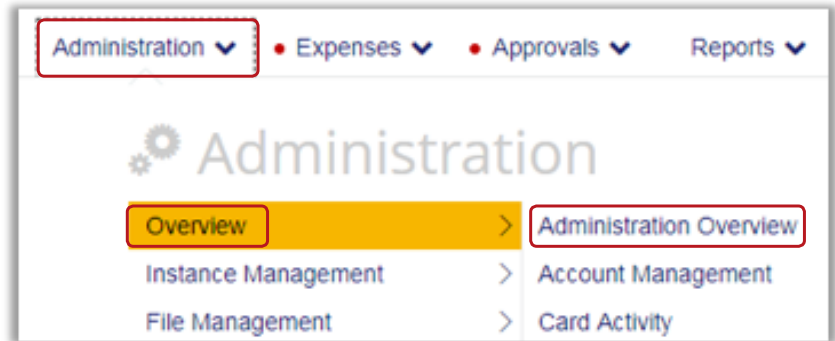 Administration Expenses Approvals Reports
Administration
Overview Administration Overview
Instance Management Account Management
File Management Card Activity